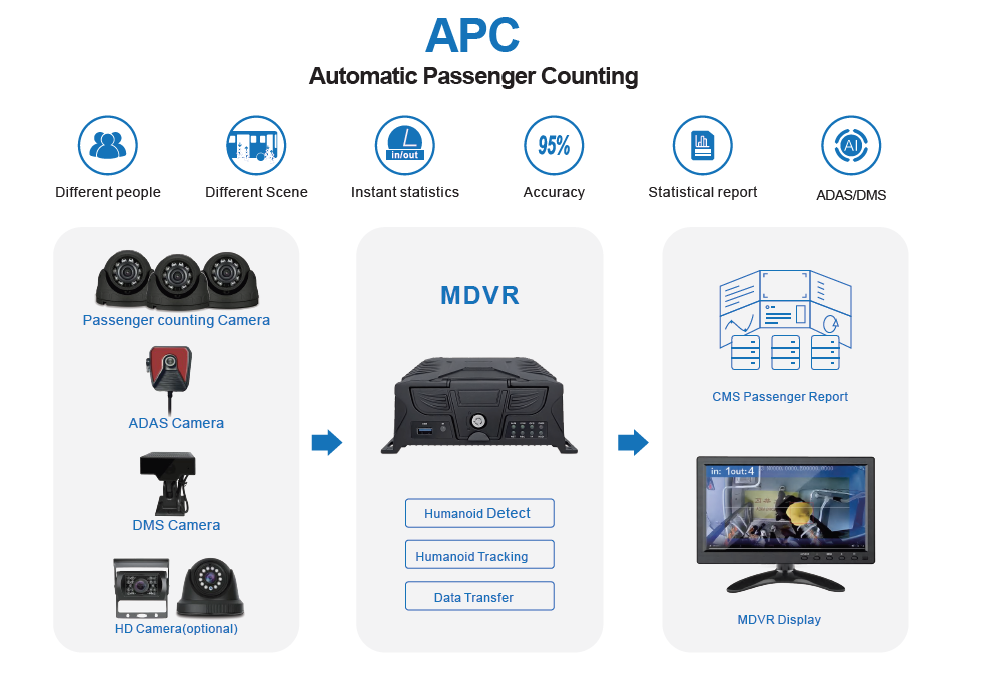 APC
Automatic Passenger Counting
in/out
95%
AI
Different people
Different Scene
Instant statistics
Accuracy
Statistical report
ADAS/DMS
Passenger counting Camera
ADAS Camera
DMS Camera
HD Camera(optional)
MDVR
Humanoid Detect
Humanoid Tracking
Data Transfer
CMS Passenger Report
in: 1out:4
MDVR Display